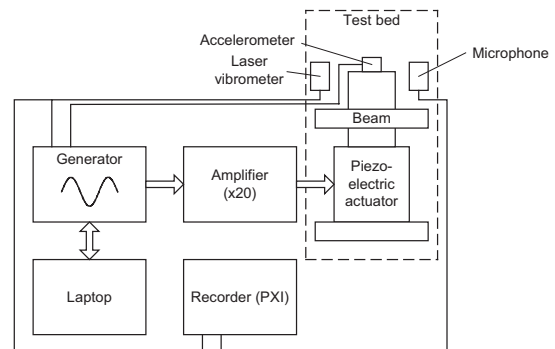 Test bed
Accelerometer
Laser
vibrometer
Microphone
Beam
Generator
Amplifier
(x20)
Piezo-
electric
actuator
Laptop
Recorder (PXI)